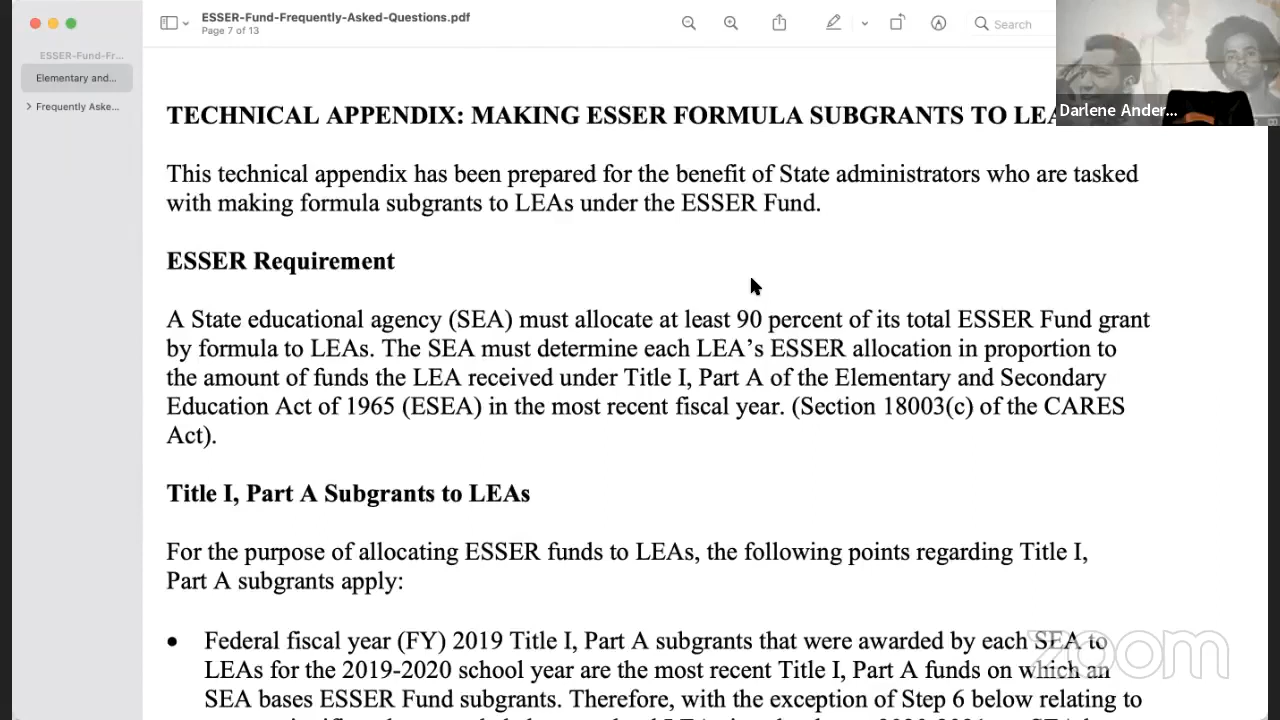 ESSER-Fund-Frequently-Asked-Questions.pdf
Page 7 of 13
Search
ESSER-Fund-Fr...
Elementary and...
Frequently Aske...
Darlene Ander...
TECHNICAL APPENDIX: MAKING ESSER FORMULA SUBGRANTS TO
This technical appendix has been prepared for the benefit of State administrators who are tasked
with making formula subgrants to LEAs under the ESSER Fund.
ESSER Requirement
A State educational agency (SEA) must allocate at least 90 percent of its total ESSER Fund grant
by formula to LEAs. The SEA must determine each LEA’s ESSER allocation in proportion to
the amount of funds the LEA received under Title I, Part A of the Elementary and Secondary
Education Act of 1965 (ESEA) in the most recent fiscal year. (Section 18003(c) of the CARES
Act).
Title I, Part A Subgrants to LEAs
For the purpose of allocating ESSER funds to LEAs, the following points regarding Title I,
Part A subgrants apply:
• Federal fiscal year (FY) 2019 Title I, Part A subgrants that were awarded by each SEA to
LEAs for the 2019-2020 school year are the most recent Title I, Part A funds on which an
SEA bases ESSER Fund subgrants. Therefore, with the exception of Step 6 below relating to
zoom